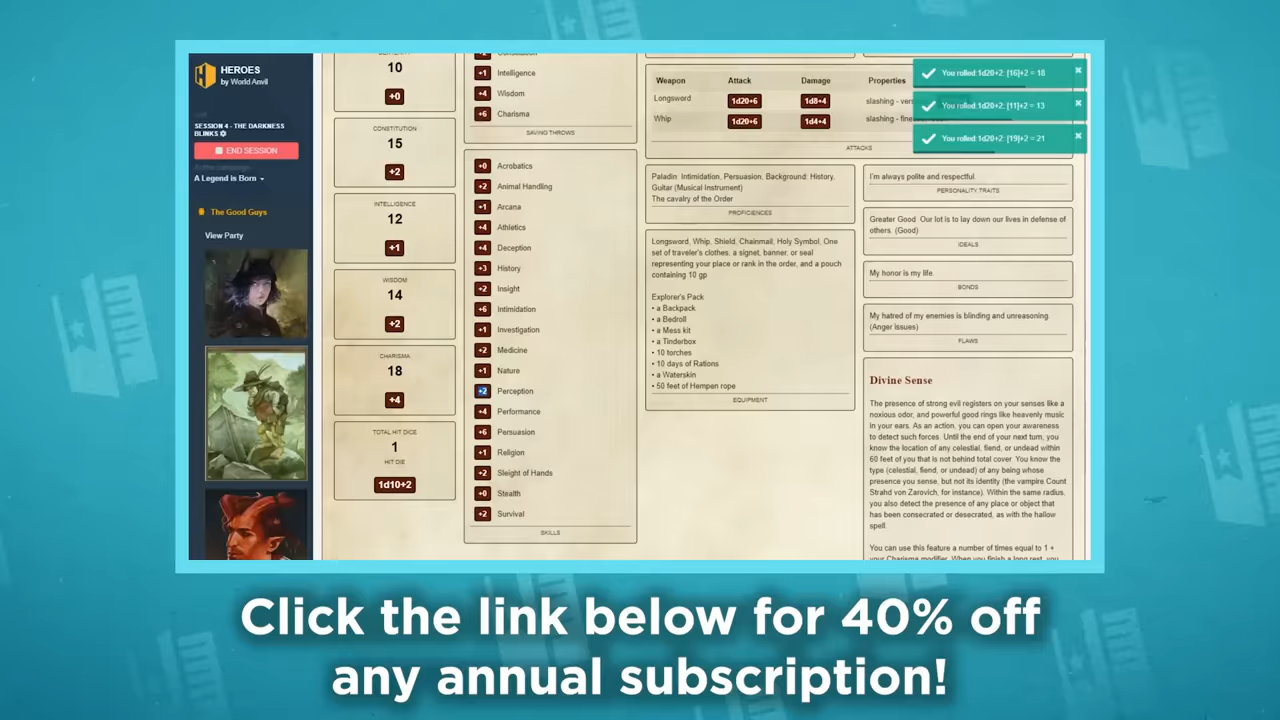 HEROES
by World Anvil
SESSION 4 - THE DARKNESS
BLINKS
END SESSION
A Legend is Born
The Good Guys
View Party
10
+0
CONSTITUTION
15
+2
INTELLIGENCE
12
+1
WISDOM
14
+2
CHARISMA
18
+4
TOTAL HIT DICE
1
HIT DIE
1d10+2
+1 Intelligence
+4 Wisdom
+6 Charisma
SAVING THROWS
+0 Acrobatics
+2 Animal Handling
+1 Arcana
+4 Athletics
+4 Deception
+3 History
+2 Insight
+6 Intimidation
+1 Investigation
+2 Medicine
+1 Nature
+2 Perception
+4 Performance
+6 Persuasion
+1 Religion
+2 Sleight of Hands
+0 Stealth
+2 Survival
SKILLS
Weapon Attack Damage Properties
Longsword 1d20+6 1d8+4 slashing - 
Whip 1d20+6 1d4+4 slashing - 
ATTACKS
You rolled:1d20+2: [16]+2 = 18
You rolled:1d20+2: [11]+2 = 13
You rolled:1d20+2: [19]+2 = 21
Paladin: Intimidation, Persuasion, Background: History,
Guitar (Musical Instrument)
The cavalry of the Order
PROFICIENCES
Longsword, Whip, Shield, Chainmail, Holy Symbol, One
set of traveler's clothes, a signet, banner, or seal
representing your place or rank in the order, and a pouch
containing 10 gp
Explorer's Pack
• a Backpack
• a Bedroll
• a Mess kit
• a Tinderbox
• 10 torches
• 10 days of Rations
• a Waterskin
• 50 feet of Hempen rope
EQUIPMENT
I'm always polite and respectful.
PERSONALITY TRAITS
Greater Good. Our lot is to lay down our lives in defense of
others. (Good)
IDEALS
My honor is my life.
BONDS
My hatred of my enemies is blinding and unreasoning.
(Anger issues)
FLAWS
Divine Sense
The presence of strong evil registers on your senses like a
noxious odor, and powerful good rings like heavenly music
in your ears. As an action, you can open your awareness
to detect such forces. Until the end of your next turn, you
know the location of any celestial, fiend, or undead within
60 feet of you that is not behind total cover. You know the
type (celestial, fiend, or undead) of any being whose
presence you sense, but not its identity (the vampire Count
Strahd von Zarovich, for instance). Within the same radius,
you also detect the presence of any place or object that
has been consecrated or desecrated, as with the hallow
spell.
You can use this feature a number of times equal to 1 +
your Charisma modifier. When you finish a long rest, you
Click the link below for 40% off
any annual subscription!